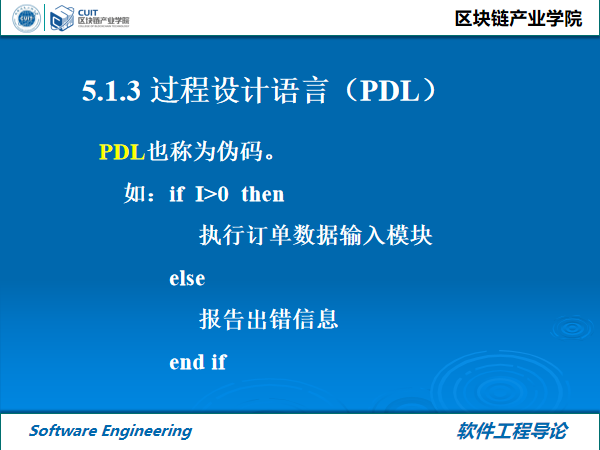 CUIT
区块链产业学院
区块链产业学院
5.1.3 过程设计语言（PDL）
PDL也称为伪码。
如：if I>0 then
执行订单数据输入模块
else
报告出错信息
end if
Software Engineering
软件工程导论